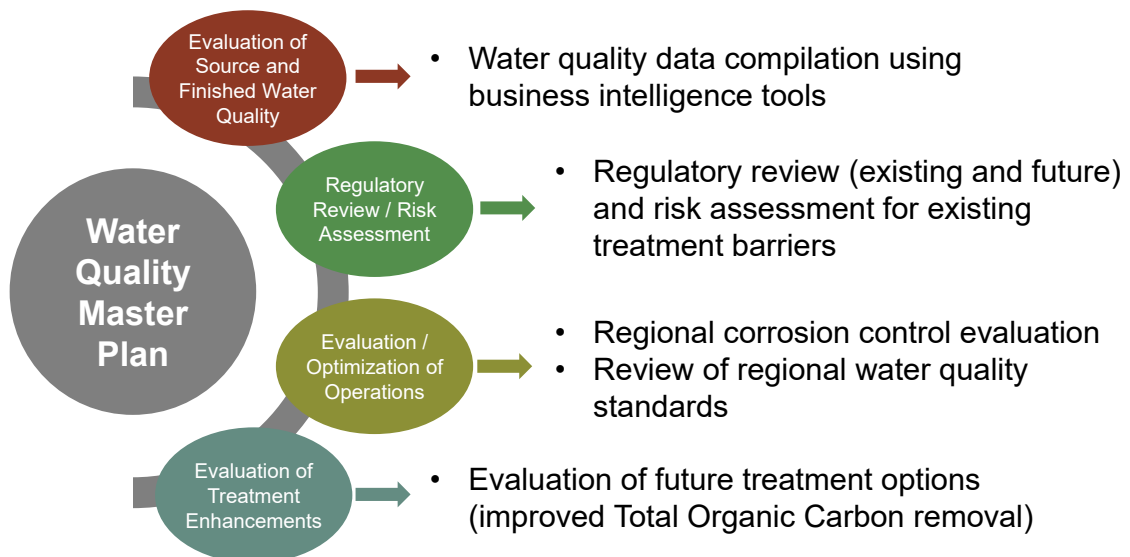 Water
Quality
Master
Plan
Evaluation of
Source and
Finished Water
Quality
• Water quality data compilation using
business intelligence tools
Regulatory
Review / Risk
Assessment
• Regulatory review (existing and future)
and risk assessment for existing
treatment barriers
Evaluation /
Optimization of
Operations
• Regional corrosion control evaluation
• Review of regional water quality
standards
Evaluation of
Treatment
Enhancements
• Evaluation of future treatment options
(improved Total Organic Carbon removal)